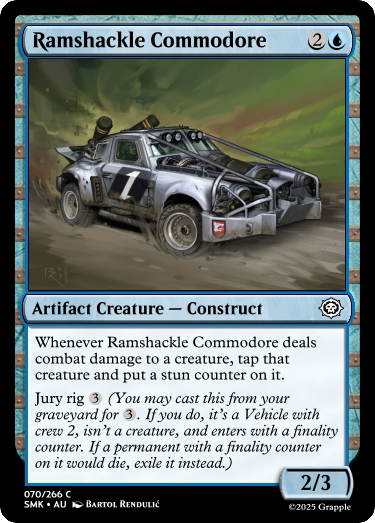 Ramshackle Commodore 2
1
Artifact Creature — Construct
Whenever Ramshackle Commodore deals
combat damage to a creature, tap that
creature and put a stun counter on it.
Jury rig 3 (You may cast this from your
graveyard for 3. If you do, it's a Vehicle with
crew 2, isn't a creature, and enters with a finality
counter. If a permanent with a finality counter
on it would die, exile it instead.)
2/3
070/266 C
SMK • AU Bartol Rendulić
©2025 Grapple